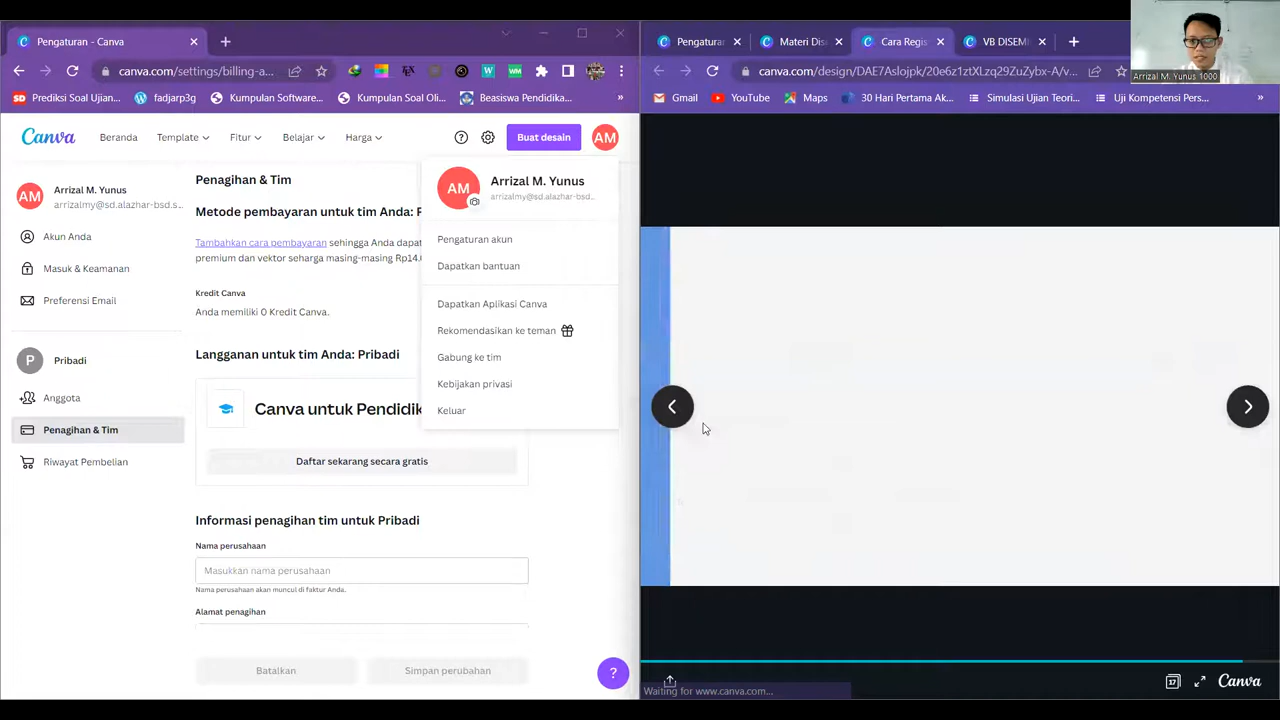 Pengaturan - Canva
canva.com/settings/billing-a...
Prediksi Soal Ujian...
fadjarp3g
Kumpulan Software...
Kumpulan Soal Oli...
Beasiswa Pendidika...
»
Canva
Beranda
Template
Fitur
Belajar
Harga
Buat desain
AM
AM
Arrizal M. Yunus
arrizalmy@sd.alazhar-bsd.s...
Akun Anda
Masuk & Keamanan
Preferensi Email
P
Pribadi
Anggota
Penagihan & Tim
Riwayat Pembelian
Penagihan & Tim
Metode pembayaran untuk tim Anda: P
Tambahkan cara pembayaran sehingga Anda dapat
premium dan vektor seharga masing-masing Rp14.0
Kredit Canva
Anda memiliki 0 Kredit Canva.
Langganan untuk tim Anda: Pribadi
Canva untuk Pendidik
Daftar sekarang secara gratis
Informasi penagihan tim untuk Pribadi
Nama perusahaan
Masukkan nama perusahaan
Nama perusahaan akan muncul di faktur Anda.
Alamat penagihan
Batalkan
Simpan perubahan
?
AM
Arrizal M. Yunus
arrizalmy@sd.alazhar-bsd...
Pengaturan akun
Dapatkan bantuan
Dapatkan Aplikasi Canva
Rekomendasikan ke teman
Gabung ke tim
Kebijakan privasi
Keluar
Pengaturan
Materi Dis
Cara Regis
VB DISEM
canva.com/design/DAE7Aslojpk/20e6z1ztXLzq29ZuZybx-A/v...
Gmail
YouTube
Maps
30 Hari Pertama Ak...
Simulasi Ujian Teori...
Uji Kompetensi Pers...
»
Arrizal M. Yunus 1000
Waiting for www.canva.com...
17
Canva